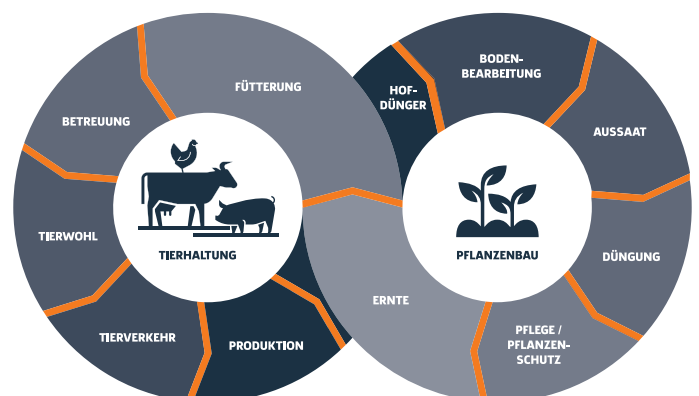 FÜTTERUNG
BETREUUNG
TIERWOHL
TIERVERKEHR
PRODUKTION
TIERHALTUNG
HOF-
DÜNGER
BODEN-
BEARBEITUNG
AUSSAAT
DÜNGUNG
PFLEGE /
PFLANZEN-
SCHUTZ
ERNTE
PFLANZENBAU